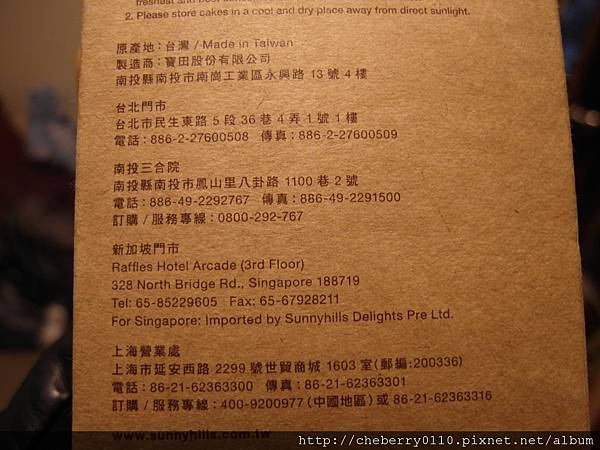 freshest and best
2. Please store cakes in a cool and dry place away from direct sunlight.
原產地：台灣 / Made in Taiwan
製造商：寶田股份有限公司
南投縣南投市南崗工業區永興路 13 號 4 樓
台北門市
台北市民生東路 5 段 36 巷 4 弄 1 號 1 樓
電話：886-2-27600508 傳真：886-2-27600509
南投三合院
南投縣南投市鳳山里八卦路 1100 巷 2 號
電話：886-49-2292767 傳真：886-49-2291500
訂購 / 服務專線：0800-292-767
新加坡門市
Raffles Hotel Arcade (3rd Floor)
328 North Bridge Rd., Singapore 188719
Tel: 65-85229605 Fax: 65-67928211
For Singapore: Imported by Sunnyhills Delights Pre Ltd.
上海營業處
上海市延安西路 2299 號世貿商城 1603 室(郵編:200336)
電話：86-21-62363300 傳真：86-21-62363301
訂購 / 服務專線：400-9200977 (中國地區) 或 86-21-62363316
www.sunnyhills.com.tw
http://cheberry0110.pixnet.net/album